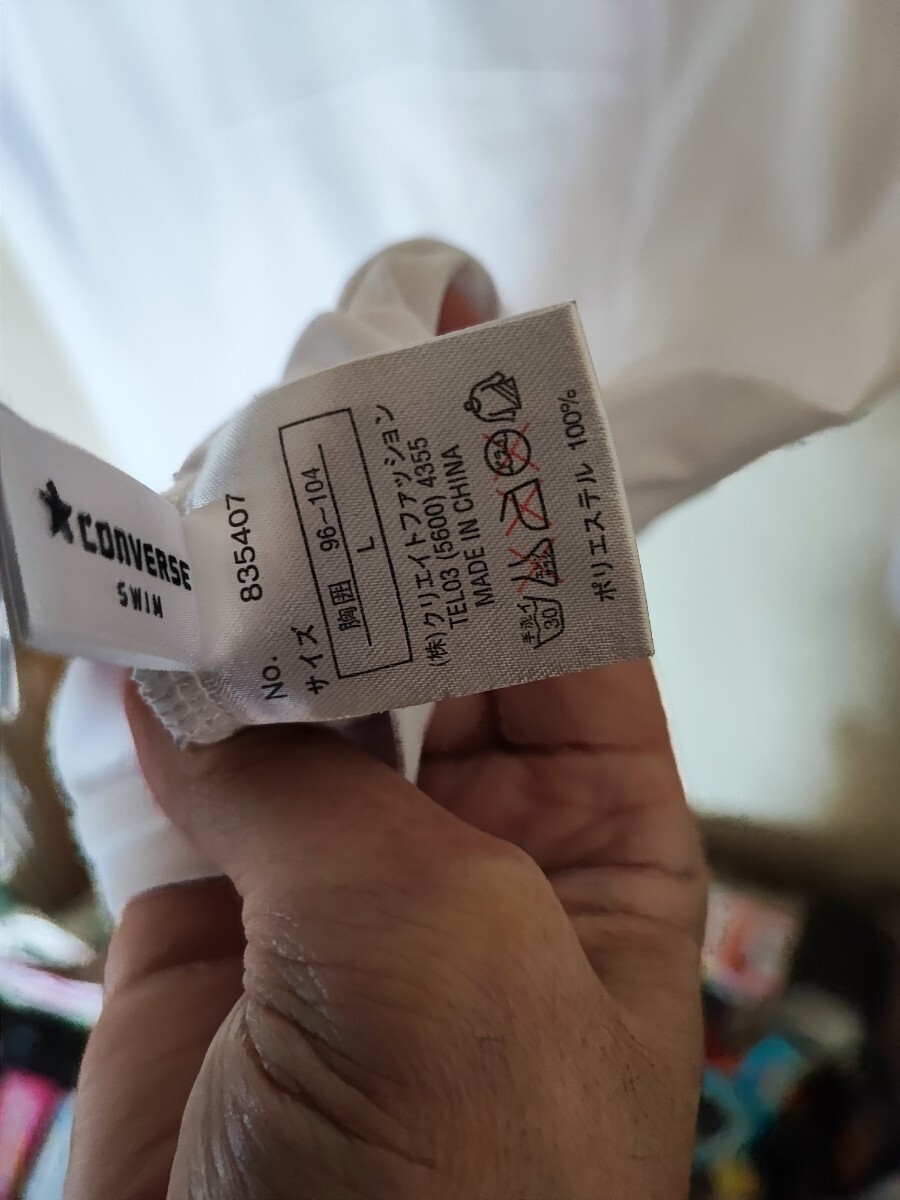 CONVERSE
SWIM
No. 835407
サイズ
胸囲 96~104
L
(株)クリエイトファッション
TEL03 (5600) 4355
MADE IN CHINA
手洗イ
30
ポリエステル 100%